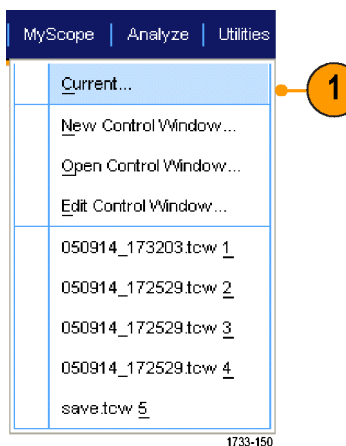 MyScope | Analyze | Utilities
Current...
1
New Control Window...
Open Control Window...
Edit Control Window...
050914_173203.tcw 1
050914_172529.tcw 2
050914_172529.tcw 3
050914_172529.tcw 4
save.tcw 5
1733-150